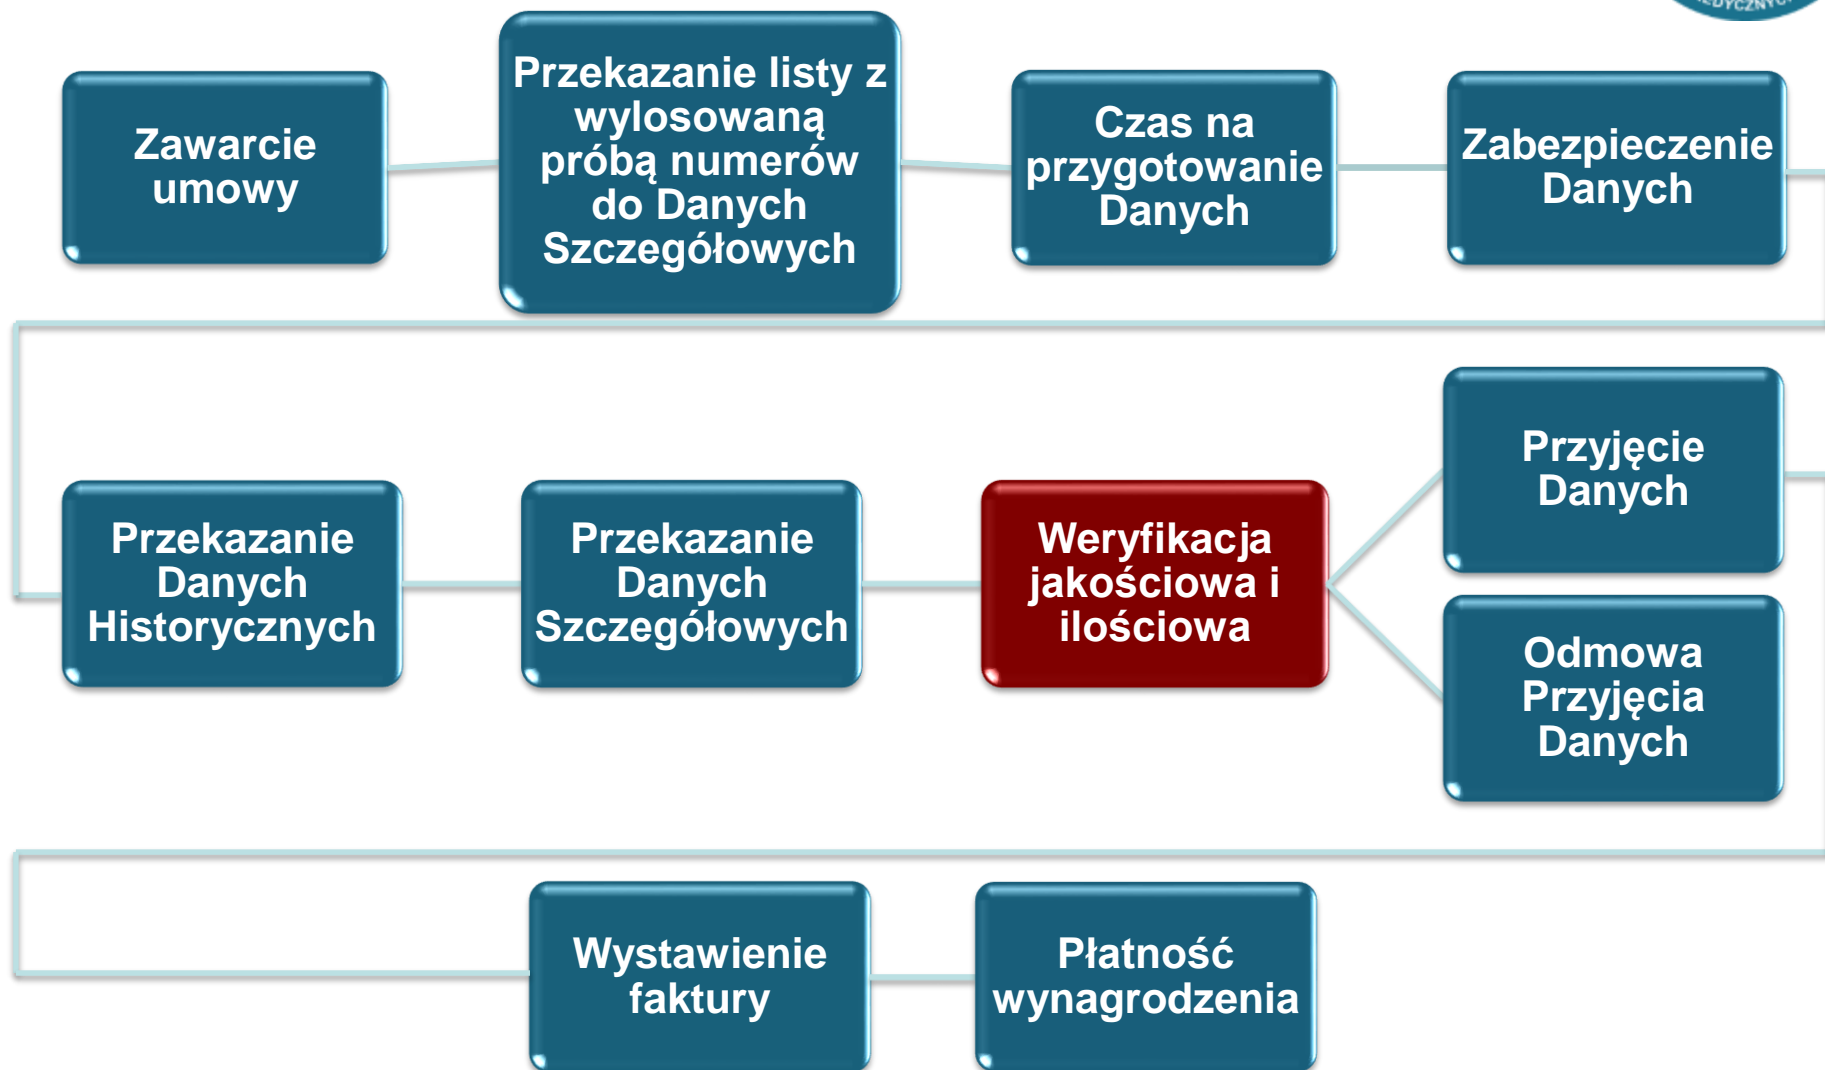 Zawarcie
umowy
Przekazanie listy z
wylosowaną
próbą numerów
do Danych
Szczegółowych
Czas na
przygotowanie
Danych
Zabezpieczenie
Danych
Przekazanie
Danych
Historycznych
Przekazanie
Danych
Szczegółowych
Weryfikacja
jakościowa i
ilościowa
Przyjęcie
Danych
Odmowa
Przyjęcia
Danych
Wystawienie
faktury
Płatność
wynagrodzenia